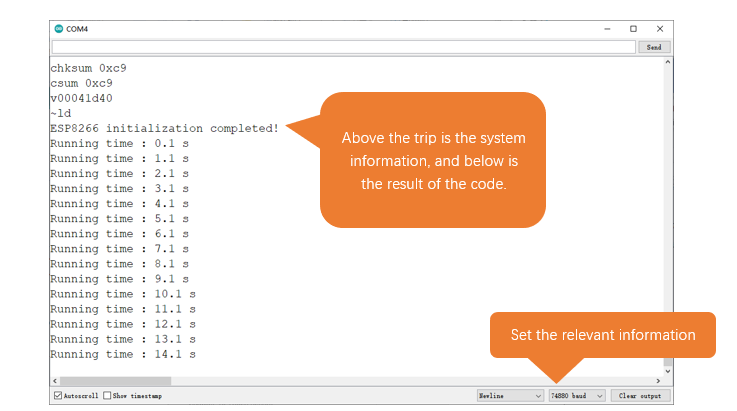 COM4
Send
chksum 0xc9
csum 0xc9
v00041d40
~ld
ESP8266 initialization completed!
Running time : 0.1 s
Running time : 1.1 s
Running time : 2.1 s
Running time : 3.1 s
Running time : 4.1 s
Running time : 5.1 s
Running time : 6.1 s
Running time : 7.1 s
Running time : 8.1 s
Running time : 9.1 s
Running time : 10.1 s
Running time : 11.1 s
Running time : 12.1 s
Running time : 13.1 s
Running time : 14.1 s
Above the trip is the system
information, and below is
the result of the code.
Set the relevant information
Autoscroll Show timestamp Newline 74880 baud Clear output